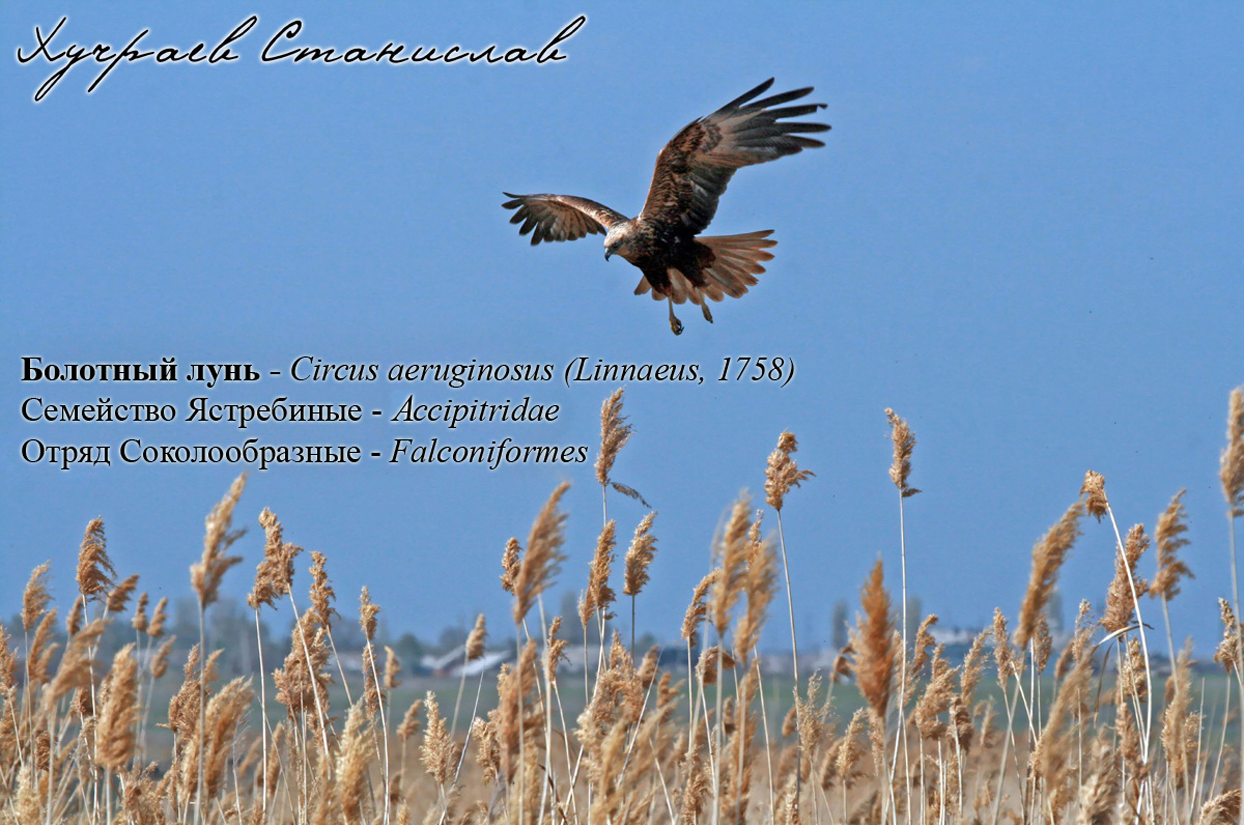 Хучраев Станислав
Болотный лунь - Circus aeruginosus (Linnaeus, 1758)
Семейство Ястребиные - Accipitridae
Отряд Соколообразные - Falconiformes